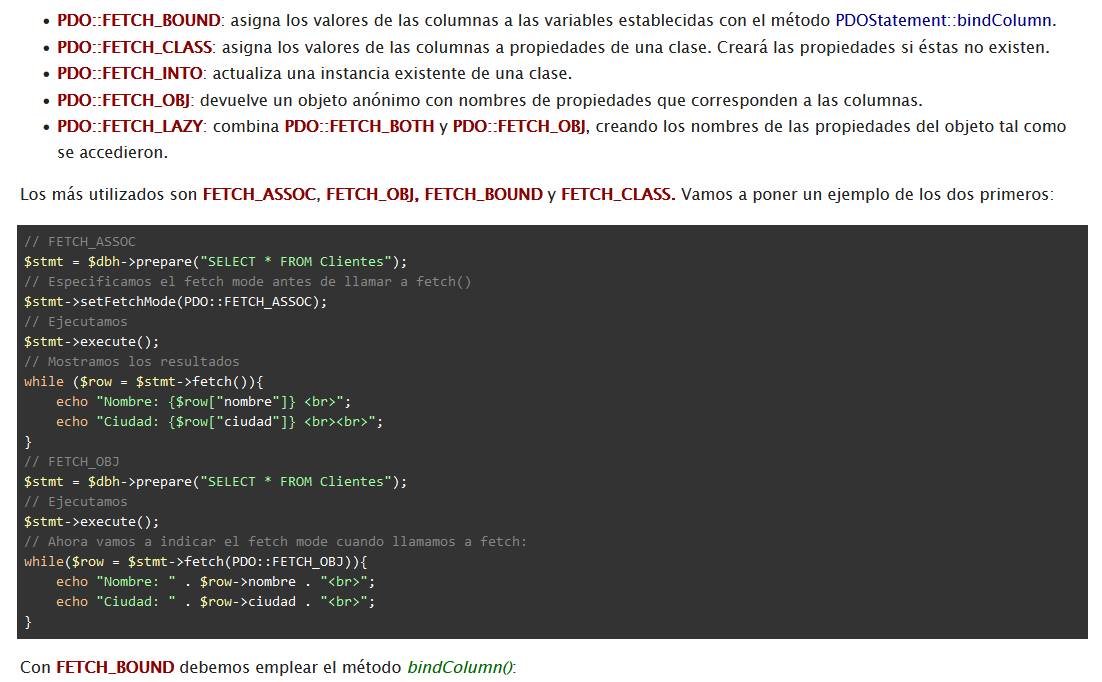 • PDO::FETCH_BOUND: asigna los valores de las columnas a las variables establecidas con el método PDOStatement::bindColumn.
• PDO::FETCH_CLASS: asigna los valores de las columnas a propiedades de una clase. Creará las propiedades si éstas no existen.
• PDO::FETCH_INTO: actualiza una instancia existente de una clase.
• PDO::FETCH_OBJ: devuelve un objeto anónimo con nombres de propiedades que corresponden a las columnas.
• PDO::FETCH_LAZY: combina PDO::FETCH_BOTH y PDO::FETCH_OBJ, creando los nombres de las propiedades del objeto tal como
se accedieron.
Los más utilizados son FETCH_ASSOC, FETCH_OBJ, FETCH_BOUND y FETCH_CLASS. Vamos a poner un ejemplo de los dos primeros:
// FETCH_ASSOC
$stmt = $dbh->prepare("SELECT * FROM Clientes");
// Especificamos el fetch mode antes de llamar a fetch()
$stmt->setFetchMode(PDO::FETCH_ASSOC);
// Ejecutamos
$stmt->execute();
// Mostramos los resultados
while ($row = $stmt->fetch()){
    echo "Nombre: {$row["nombre"]} <br>";
    echo "Ciudad: {$row["ciudad"]} <br><br>";
}
// FETCH_OBJ
$stmt = $dbh->prepare("SELECT * FROM Clientes");
// Ejecutamos
$stmt->execute();
// Ahora vamos a indicar el fetch mode cuando llamamos a fetch:
while($row = $stmt->fetch(PDO::FETCH_OBJ)){
    echo "Nombre: " . $row->nombre . "<br>";
    echo "Ciudad: " . $row->ciudad . "<br>";
}
Con FETCH_BOUND debemos emplear el método bindColumn():